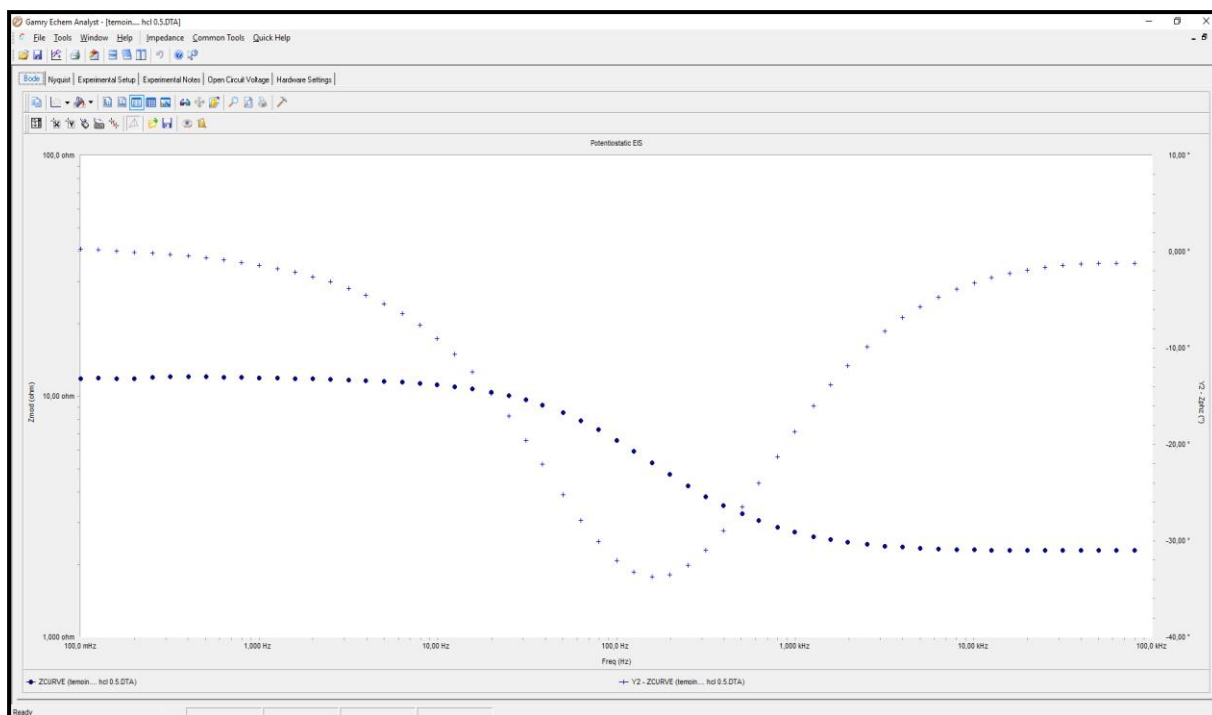 Gamry Echem Analyst - [temoin.... hcl 0.5.DTA]
File Tools Window Help Impedance Common Tools Quick Help
Bode Nyquist Experimental Setup Experimental Notes Open Circuit Voltage Hardware Settings
Potentiostatic EIS
100,0 ohm
10,00 ohm
1,000 ohm
Zmod (ohm)
10,00 °
0,000 °
-10,00 °
-20,00 °
-30,00 °
-40,00 °
Y2 - Zphz (°)
100,0 mHz 1,000 Hz 10,00 Hz 100,0 Hz 1,000 kHz 10,00 kHz 100,0 kHz
Freq (Hz)
ZCURVE (temoin.... hcl 0.5.DTA) Y2 - ZCURVE (temoin.... hcl 0.5.DTA)
Ready